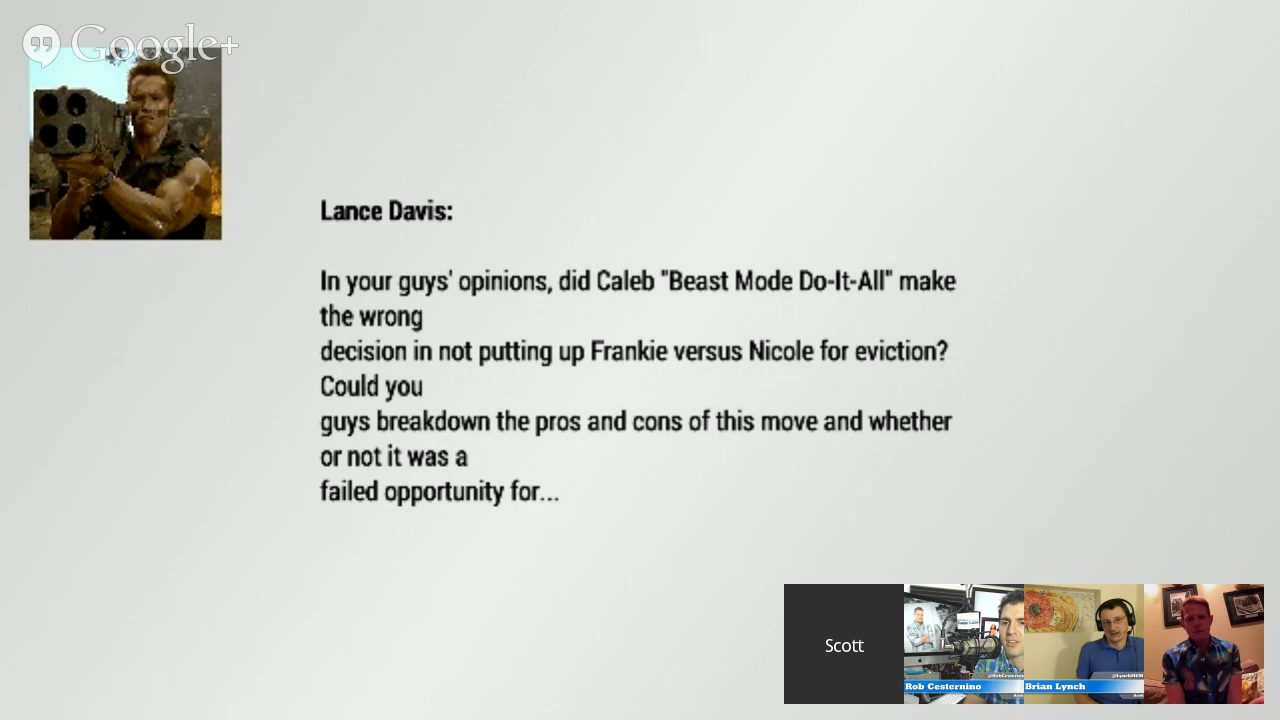 Google+
Lance Davis:
In your guys' opinions, did Caleb "Beast Mode Do-It-All" make
the wrong
decision in not putting up Frankie versus Nicole for eviction?
Could you
guys breakdown the pros and cons of this move and whether
or not it was a
failed opportunity for...
Scott
Rob Cesternino
Brian Lynch